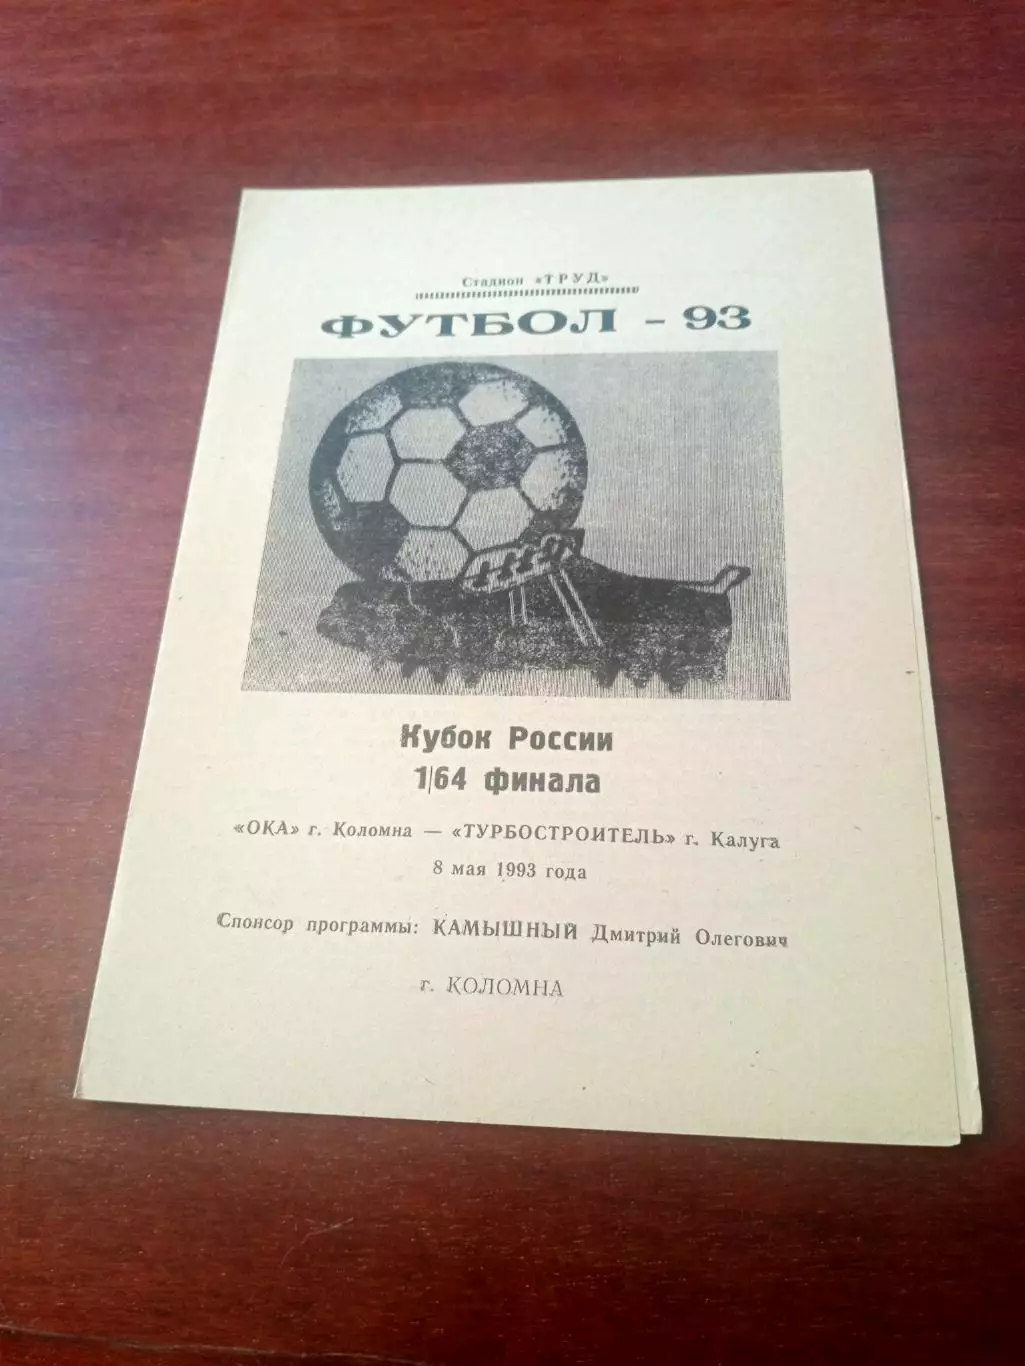 Стадион «ТРУД»
ФУТБОЛ - 93
Кубок России
1/64 финала
«ОКА» г. Коломна — «ТУРБОСТРОИТЕЛЬ» г. Калуга
8 мая 1993 года
Спонсор программы: КАМЫШНЫЙ Дмитрий Олегович
г. КОЛОМНА